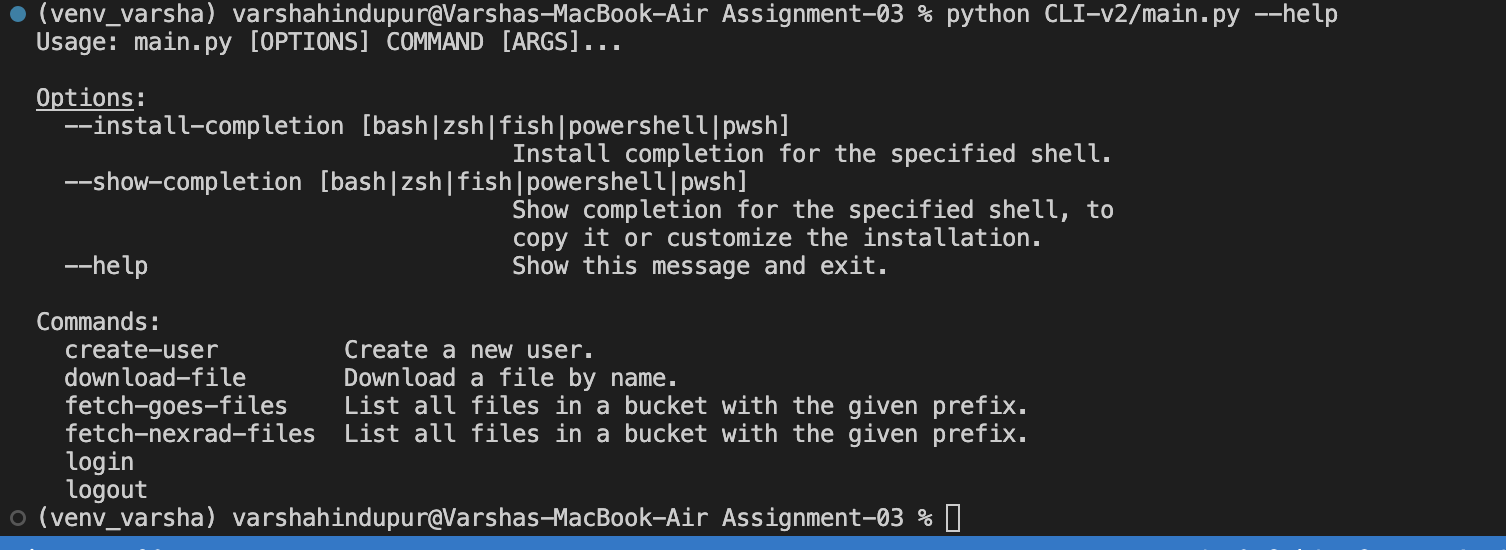 (venv_varsha) varshahindupur@Varshas-MacBook-Air Assignment-03 % python CLI-v2/main.py --help
Usage: main.py [OPTIONS] COMMAND [ARGS]...
Options:
--install-completion [bash|zsh|fish|powershell|pwsh]
Install completion for the specified shell.
--show-completion [bash|zsh|fish|powershell|pwsh]
Show completion for the specified shell, to
copy it or customize the installation.
--help Show this message and exit.
Commands:
create-user Create a new user.
download-file Download a file by name.
fetch-goes-files List all files in a bucket with the given prefix.
fetch-nexrad-files List all files in a bucket with the given prefix.
login
logout
(venv_varsha) varshahindupur@Varshas-MacBook-Air Assignment-03 %